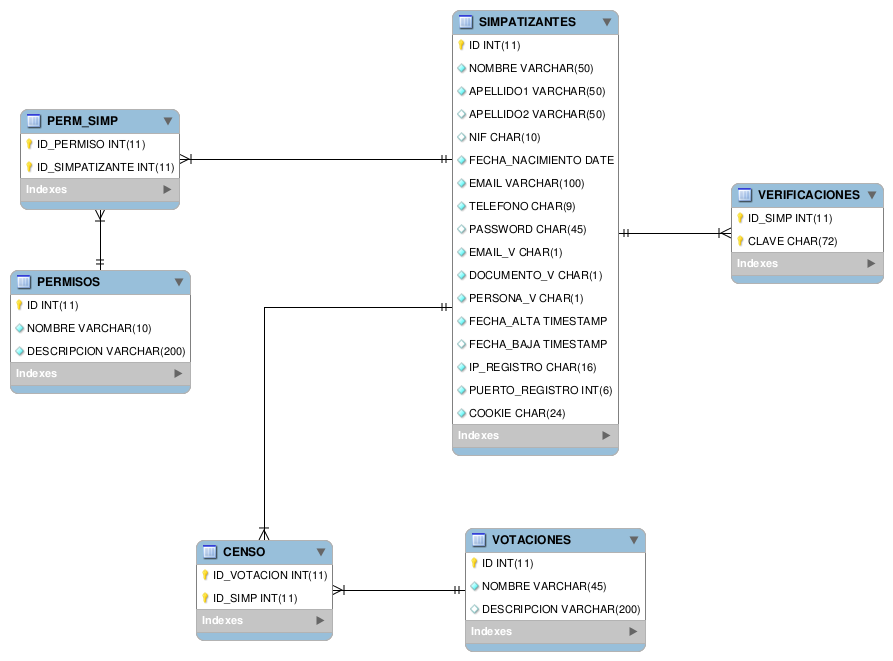 SIMPATIZANTES
ID INT(11)
NOMBRE VARCHAR(50)
APELLIDO1 VARCHAR(50)
APELLIDO2 VARCHAR(50)
NIF CHAR(10)
FECHA_NACIMIENTO DATE
EMAIL VARCHAR(100)
TELEFONO CHAR(9)
PASSWORD CHAR(45)
EMAIL_V CHAR(1)
DOCUMENTO_V CHAR(1)
PERSONA_V CHAR(1)
FECHA_ALTA TIMESTAMP
FECHA_BAJA TIMESTAMP
IP_REGISTRO CHAR(16)
PUERTO_REGISTRO INT(6)
COOKIE CHAR(24)
Indexes
PERM_SIMP
ID_PERMISO INT(11)
ID_SIMPATIZANTE INT(11)
Indexes
VERIFICACIONES
ID_SIMP INT(11)
CLAVE CHAR(72)
Indexes
PERMISOS
ID INT(11)
NOMBRE VARCHAR(10)
DESCRIPCION VARCHAR(200)
Indexes
CENSO
ID_VOTACION INT(11)
ID_SIMP INT(11)
Indexes
VOTACIONES
ID INT(11)
NOMBRE VARCHAR(45)
DESCRIPCION VARCHAR(200)
Indexes